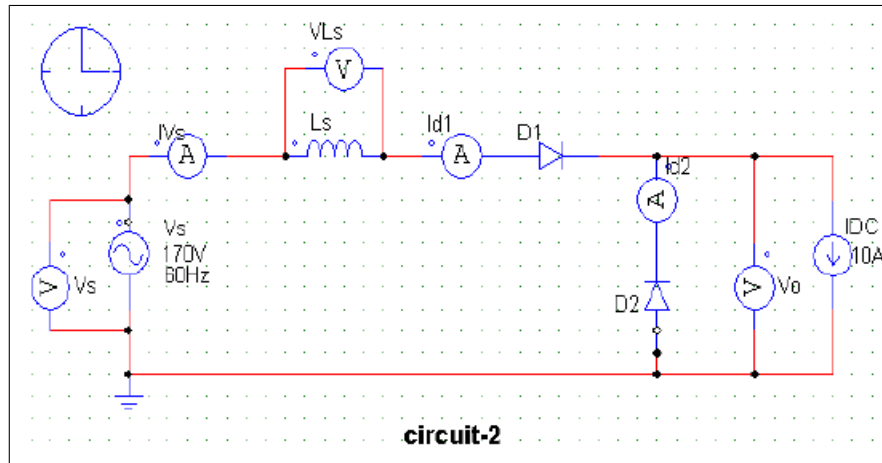 VLs
V
IVs
Ls
Id1
D1
A
A
Id2
A
Vs
170V
60Hz
IDC
10A
V
Vs
D2
V
Vo
circuit-2